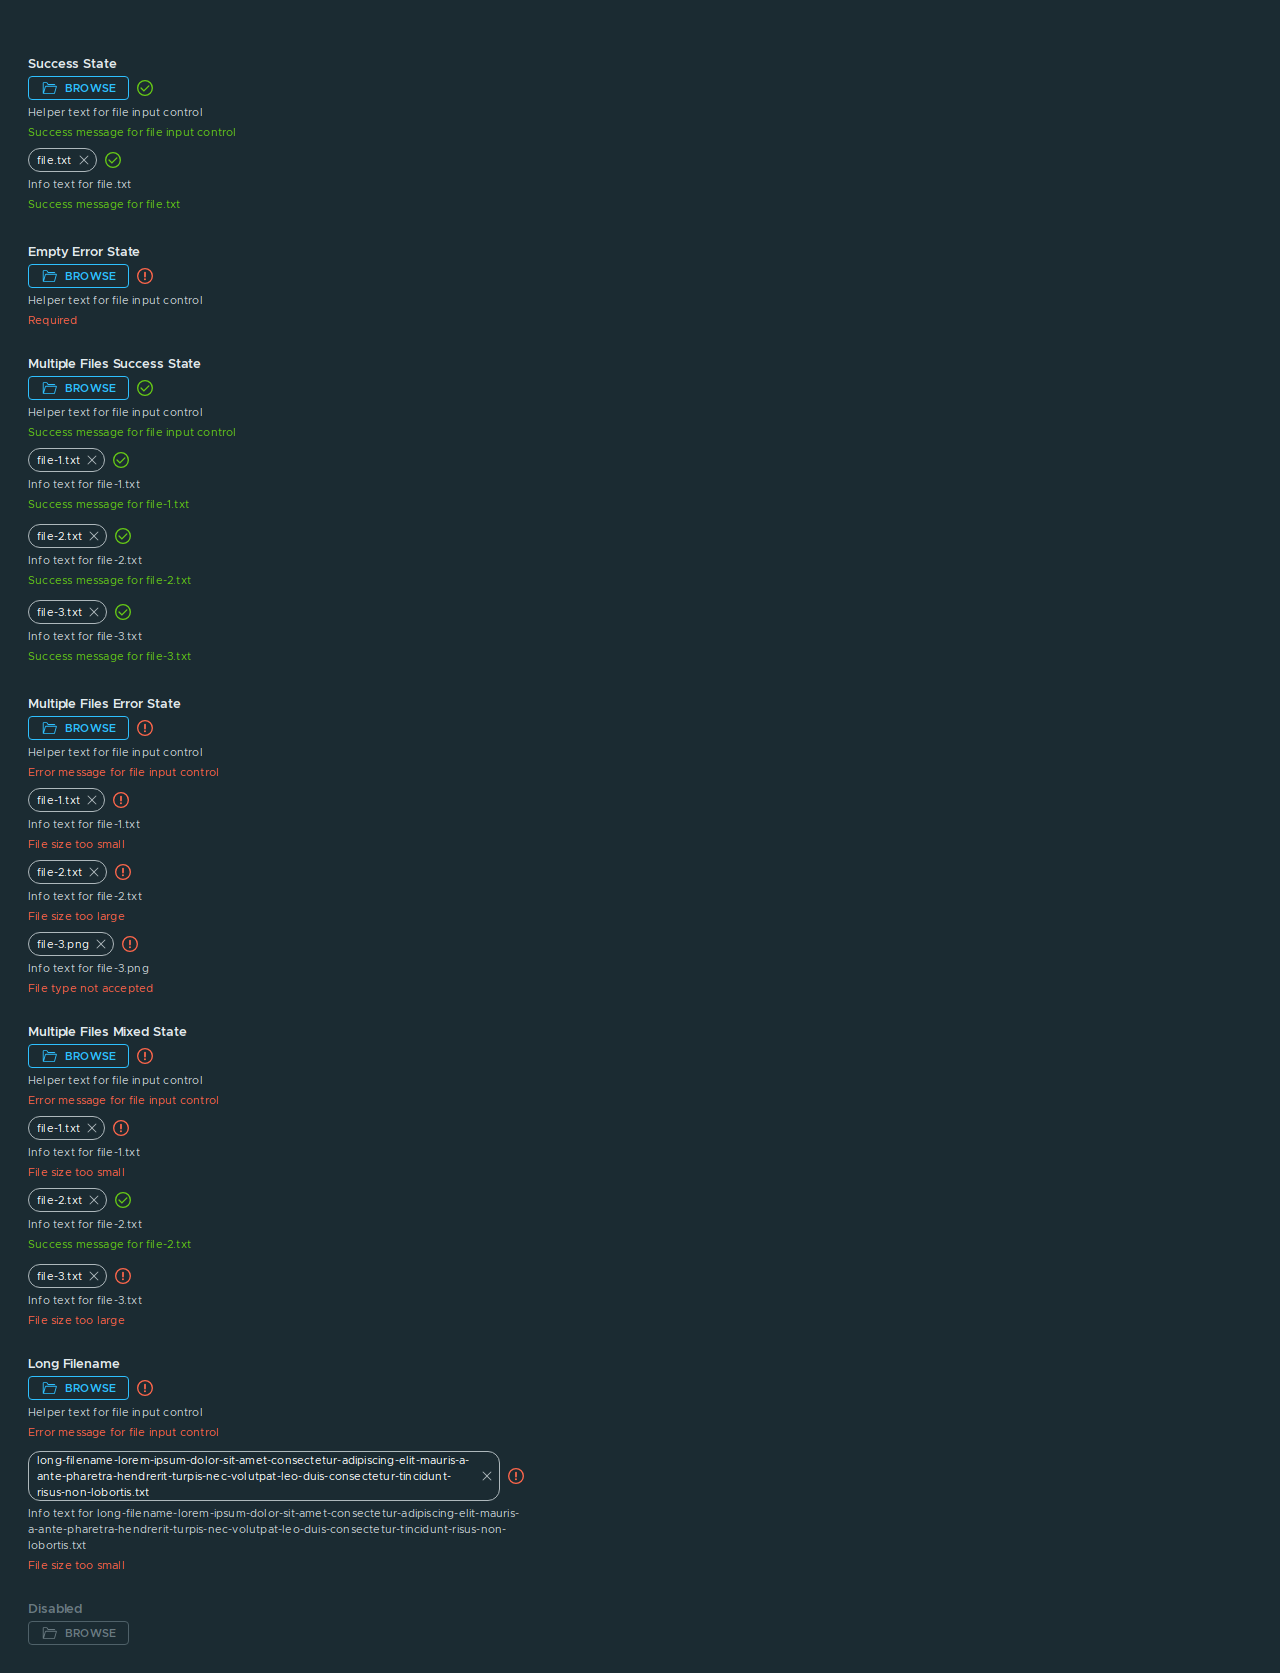 Success State
BROWSE
Helper text for file input control
Success message for file input control
file.txt
Info text for file.txt
Success message for file.txt
Empty Error State
BROWSE
Helper text for file input control
Required
Multiple Files Success State
BROWSE
Helper text for file input control
Success message for file input control
file-1.txt
Info text for file-1.txt
Success message for file-1.txt
file-2.txt
Info text for file-2.txt
Success message for file-2.txt
file-3.txt
Info text for file-3.txt
Success message for file-3.txt
Multiple Files Error State
BROWSE
Helper text for file input control
Error message for file input control
file-1.txt
Info text for file-1.txt
File size too small
file-2.txt
Info text for file-2.txt
File size too large
file-3.png
Info text for file-3.png
File type not accepted
Multiple Files Mixed State
BROWSE
Helper text for file input control
Error message for file input control
file-1.txt
Info text for file-1.txt
File size too small
file-2.txt
Info text for file-2.txt
Success message for file-2.txt
file-3.txt
Info text for file-3.txt
File size too large
Long Filename
BROWSE
Helper text for file input control
Error message for file input control
long-filename-lorem-ipsum-dolor-sit-amet-consectetur-adipiscing-elit-mauris-a-
ante-pharetra-hendrerit-turpis-nec-volutpat-leo-duis-consectetur-tincidunt-
risus-non-lobortis.txt
Info text for long-filename-lorem-ipsum-dolor-sit-amet-consectetur-adipiscing-elit-mauris-
a-ante-pharetra-hendrerit-turpis-nec-volutpat-leo-duis-consectetur-tincidunt-risus-non-
lobortis.txt
File size too small
Disabled
BROWSE